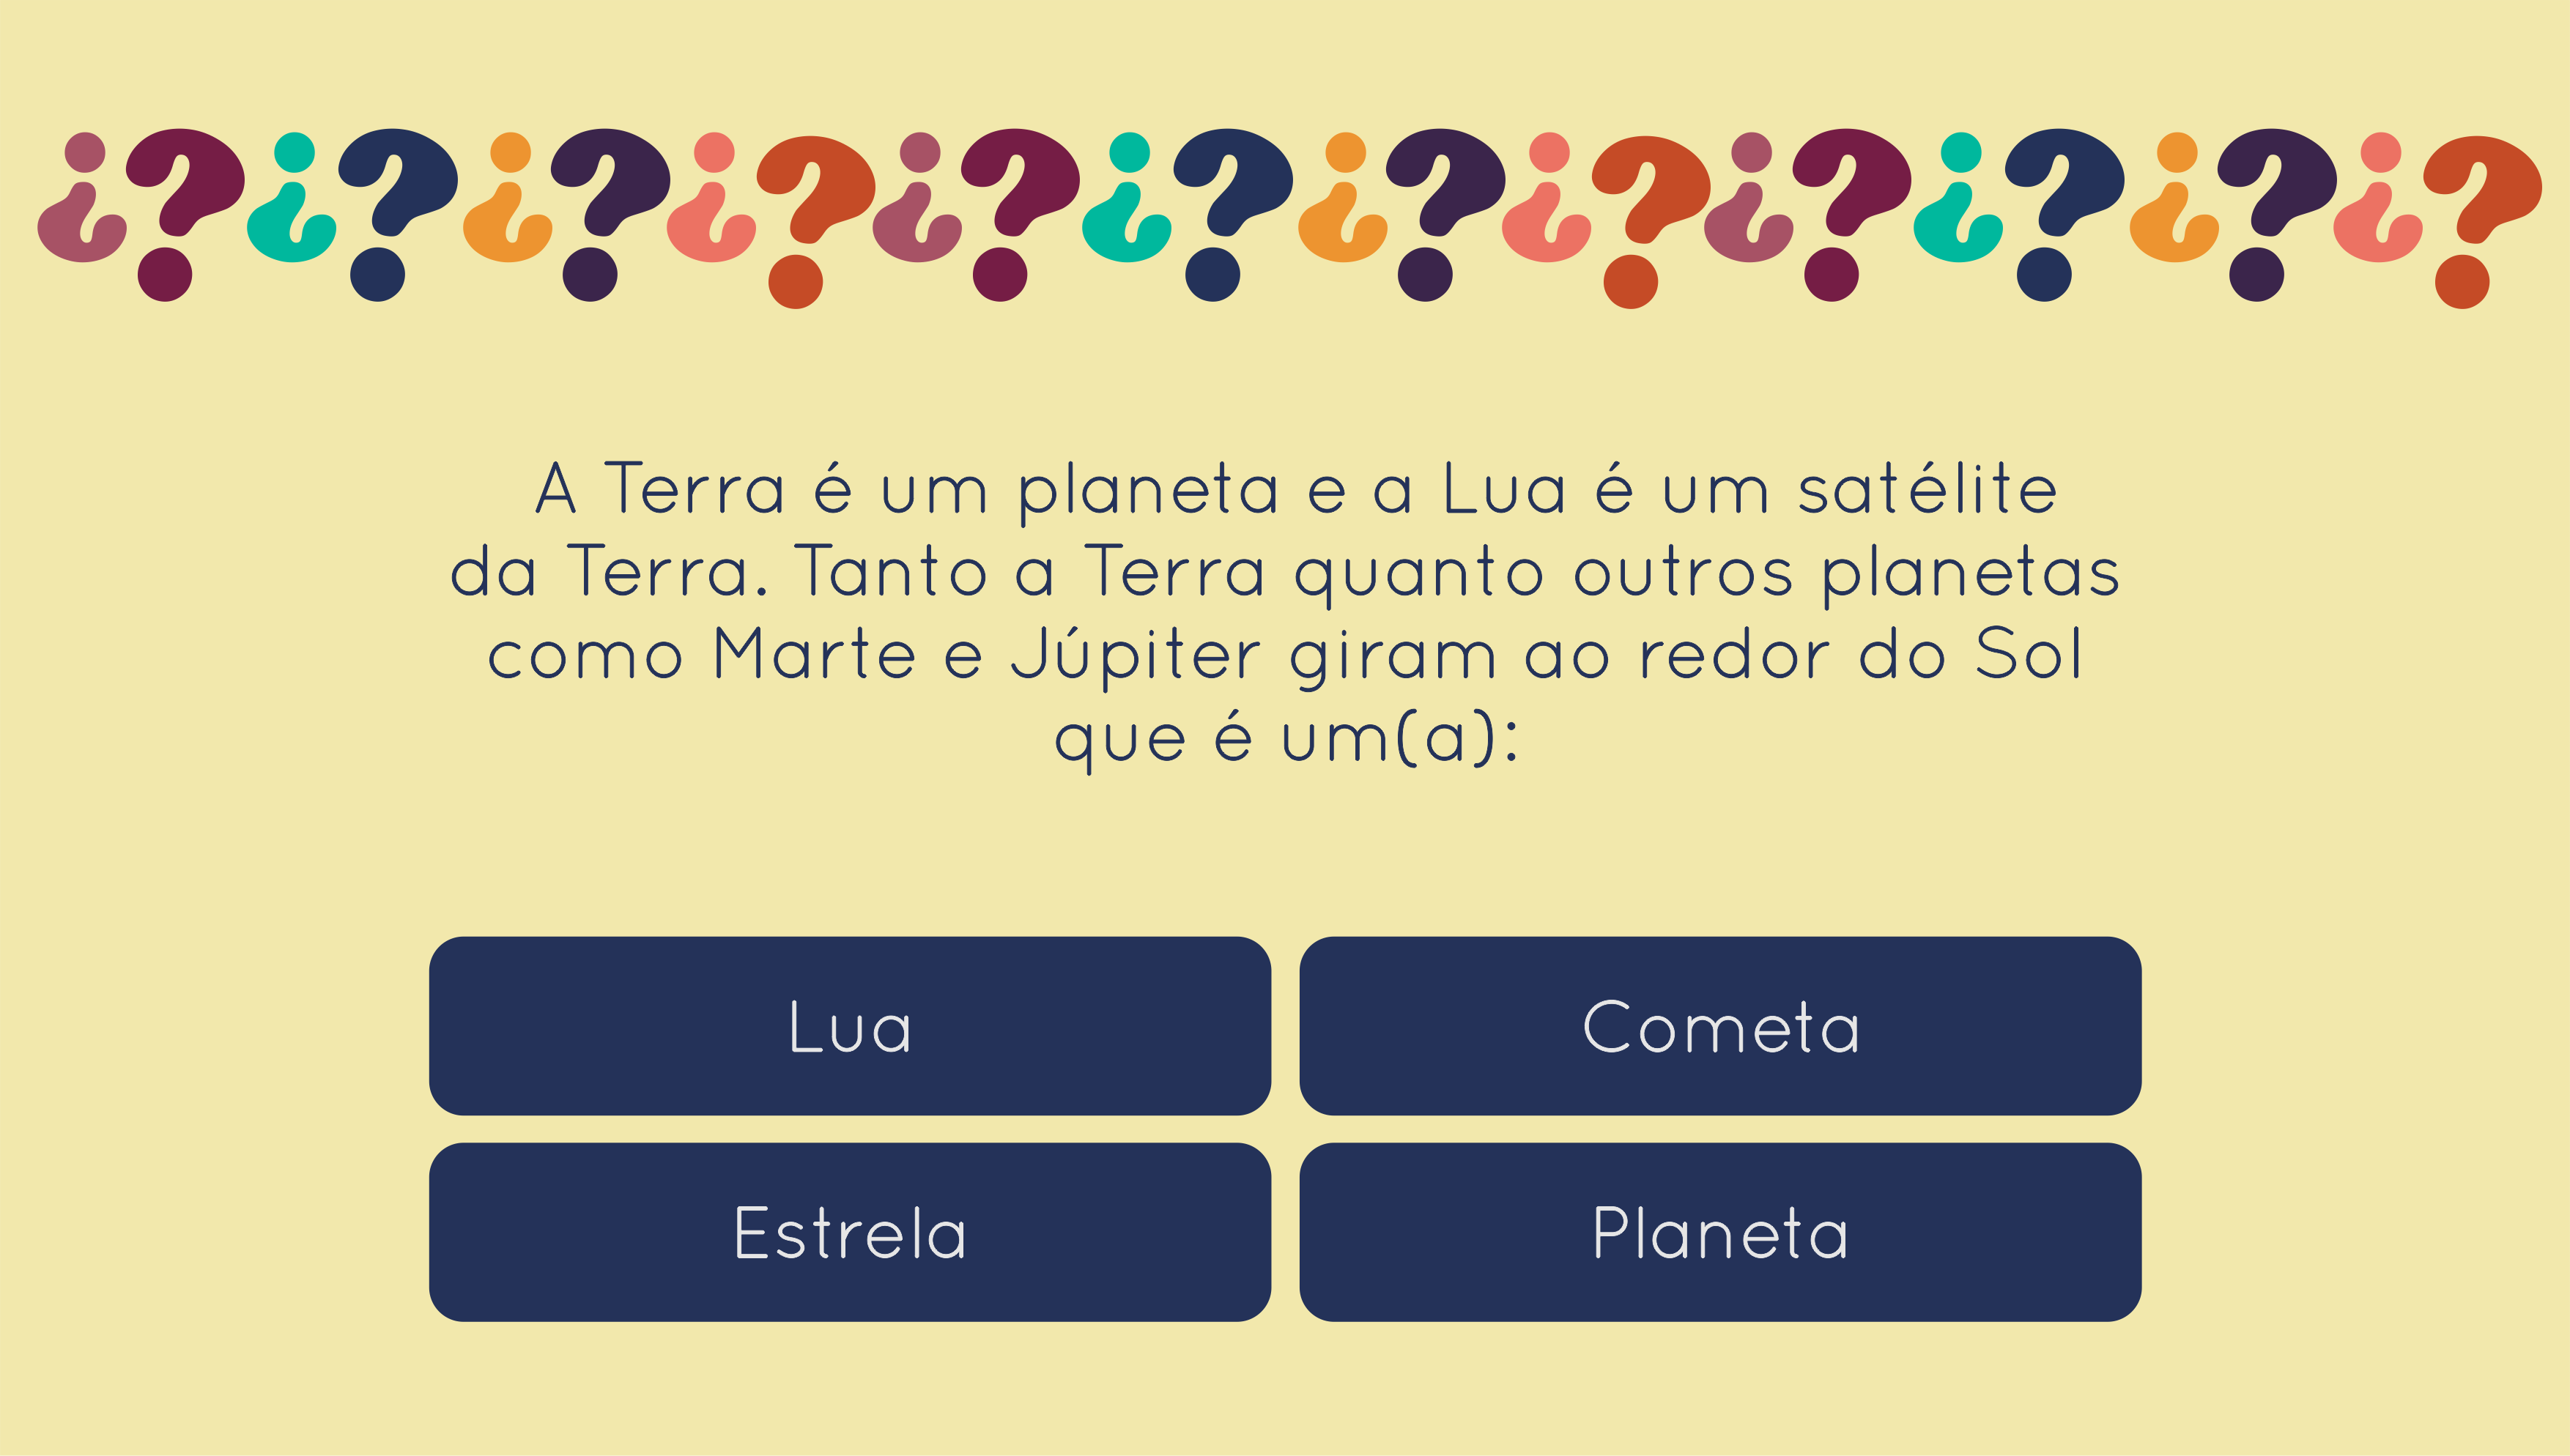 ¿?¿?¿?¿?¿?¿?¿?¿?¿?¿?¿?¿?
A Terra é um planeta e a Lua é um satélite
da Terra. Tanto a Terra quanto outros planetas
como Marte e Júpiter giram ao redor do Sol
que é um(a):
Lua
Cometa
Estrela
Planeta